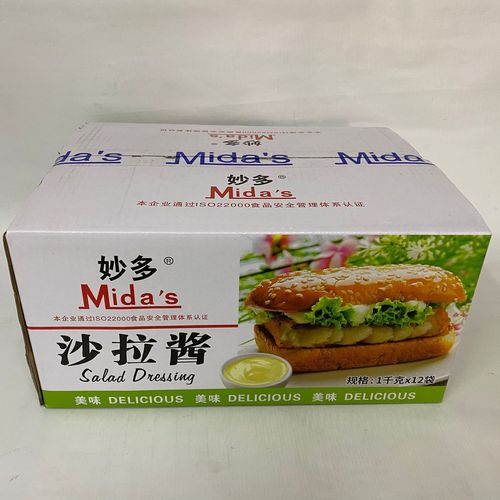 Mida's
Mida's
Mida's
妙多
Mida's
本企业通过ISO22000食品安全管理体系认证
妙多®
Mida's
本企业通过ISO22000食品安全管理体系认证
沙拉酱
Salad Dressing
规格:1千克x12袋
美味 DELICIOUS 美味 DELICIOUS 美味 DELICIOUS